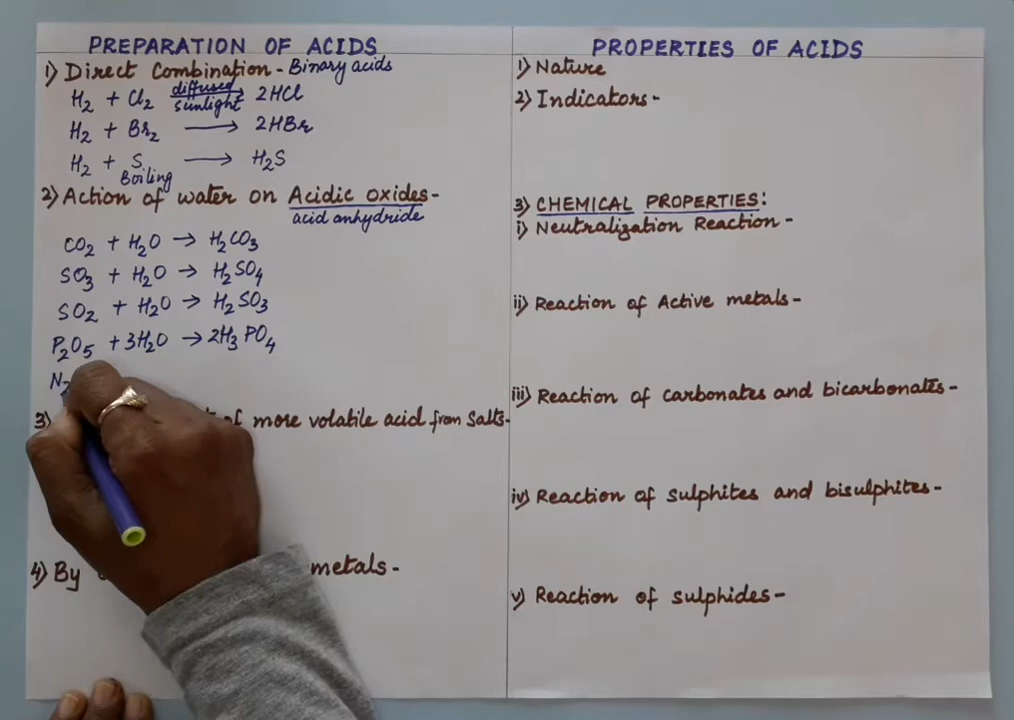 PREPARATION OF ACIDS
1) Direct Combination - Binary acids
H₂ + Cl₂ diffused sunlight → 2HCl
H₂ + Br₂ → 2HBr
H₂ + S → H₂S
Boiling
2) Action of water on Acidic oxides-
acid anhydride
CO₂ + H₂O → H₂CO₃
SO₃ + H₂O → H₂SO₄
SO₂ + H₂O → H₂SO₃
P₂O₅ + 3H₂O → 2H₃PO₄
N₂
3) of more volatile acid from Salts-
4) By metals-
PROPERTIES OF ACIDS
1) Nature
2) Indicators-
3) CHEMICAL PROPERTIES:
i) Neutralization Reaction-
ii) Reaction of Active metals-
iii) Reaction of carbonates and bicarbonates-
iv) Reaction of sulphites and bisulphites-
v) Reaction of sulphides-